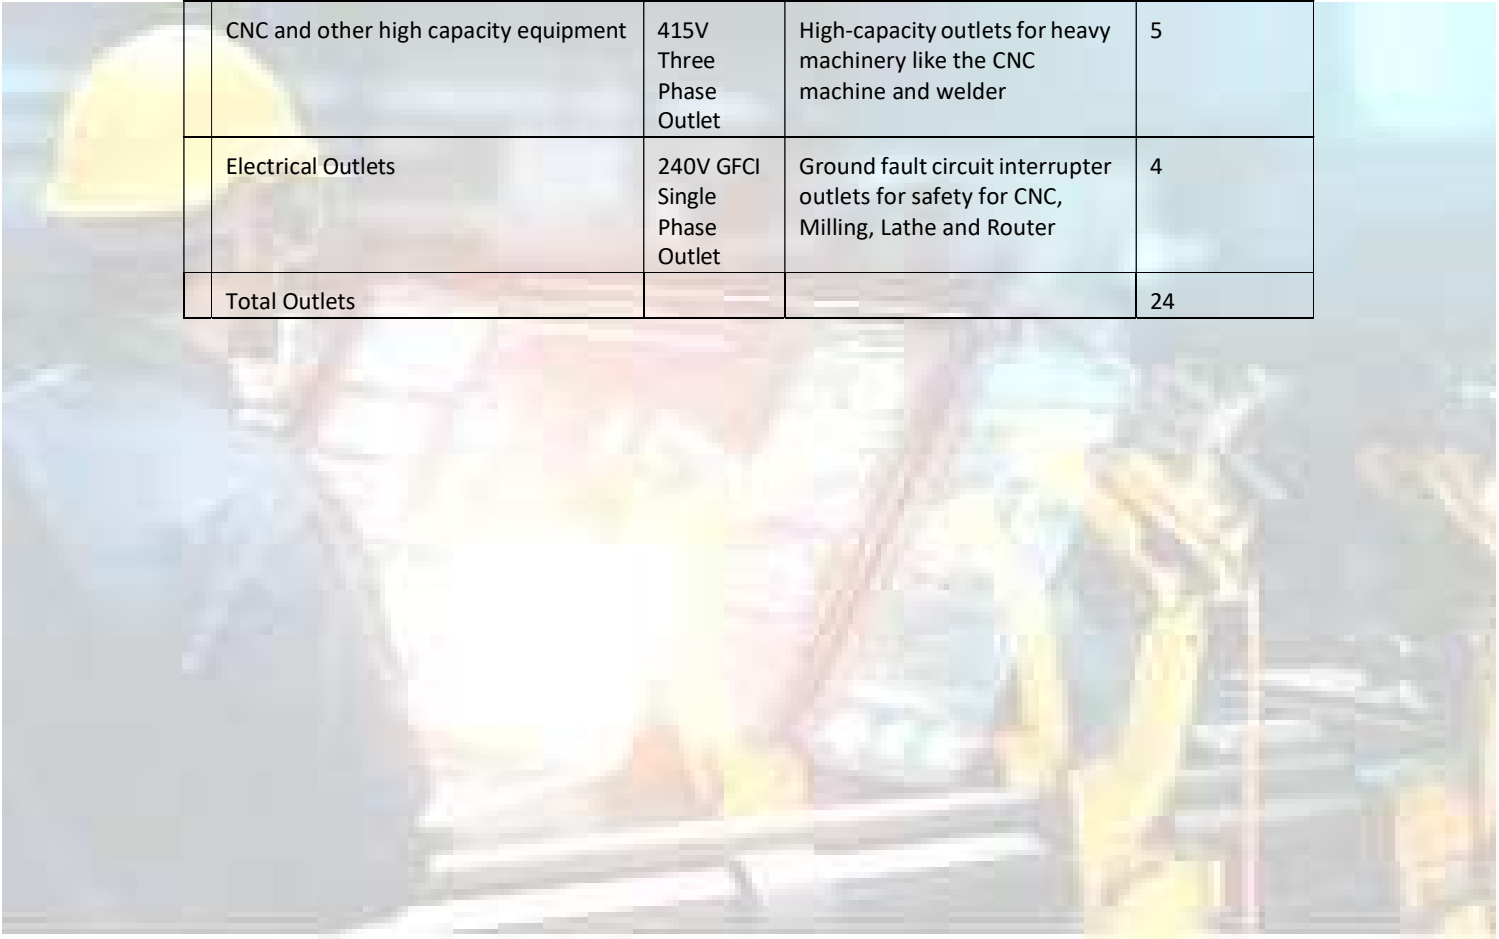 CNC and other high capacity equipment
415V
Three
Phase
Outlet
High-capacity outlets for heavy
machinery like the CNC
machine and welder
5
Electrical Outlets
240V GFCI
Single
Phase
Outlet
Ground fault circuit interrupter
outlets for safety for CNC,
Milling, Lathe and Router
4
Total Outlets
24